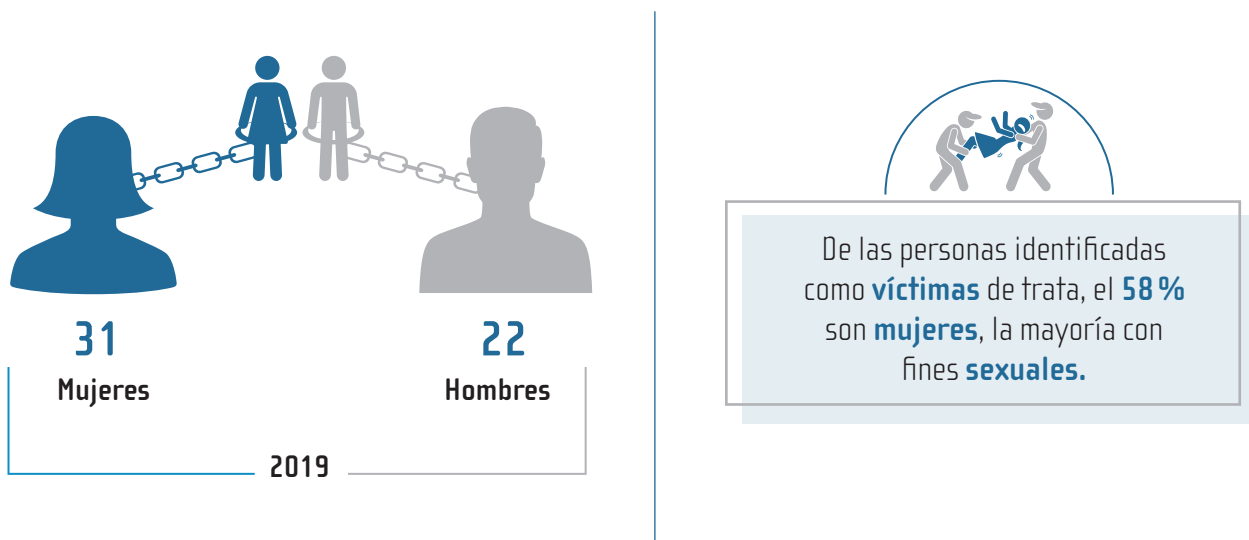 31
Mujeres
22
Hombres
2019
De las personas identificadas
como víctimas de trata, el 58 %
son mujeres, la mayoría con
fines sexuales.